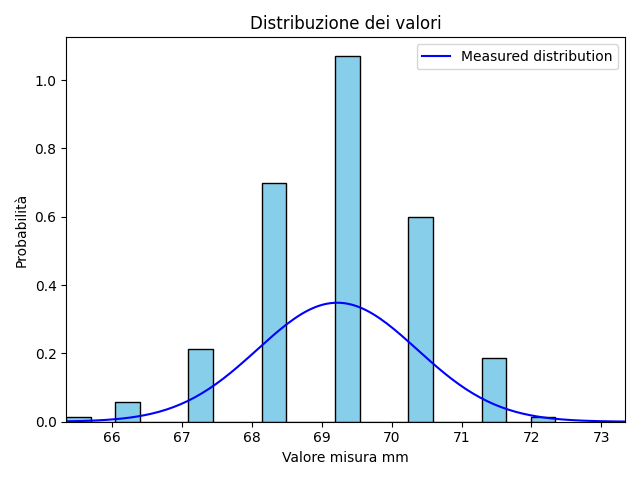 Distribuzione dei valori
Measured distribution
Probabilità
1.0
0.8
0.6
0.4
0.2
0.0
66 67 68 69 70 71 72 73
Valore misura mm